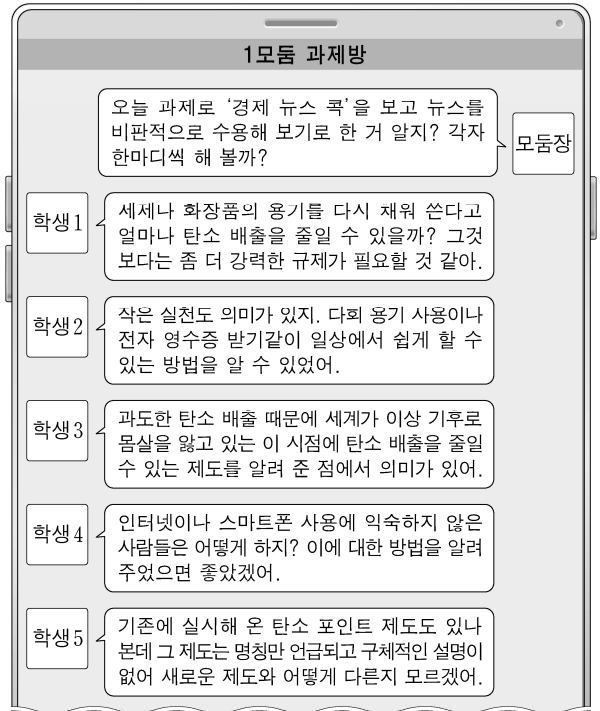 1모둠 과제방
오늘 과제로 ‘경제 뉴스 콕’을 보고 뉴스를
비판적으로 수용해 보기로 한 거 알지? 각자
한마디씩 해 볼까?
모둠장
학생1
세제나 화장품의 용기를 다시 채워 쓴다고
얼마나 탄소 배출을 줄일 수 있을까? 그것
보다는 좀 더 강력한 규제가 필요할 것 같아.
학생2
작은 실천도 의미가 있지. 다회 용기 사용이나
전자 영수증 받기같이 일상에서 쉽게 할 수
있는 방법을 알 수 있었어.
학생3
과도한 탄소 배출 때문에 세계가 이상 기후로
몸살을 앓고 있는 이 시점에 탄소 배출을 줄일
수 있는 제도를 알려 준 점에서 의미가 있어.
학생4
인터넷이나 스마트폰 사용에 익숙하지 않은
사람들은 어떻게 하지? 이에 대한 방법을 알려
주었으면 좋았겠어.
학생5
기존에 실시해 온 탄소 포인트 제도도 있나
본데 그 제도는 명칭만 언급되고 구체적인 설명이
없어 새로운 제도와 어떻게 다른지 모르겠어.